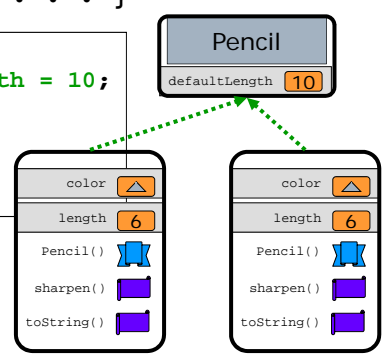 th = 10;
Pencil
defaultLength 10
color
length 6
Pencil()
sharpen()
toString()
color
length 6
Pencil()
sharpen()
toString()